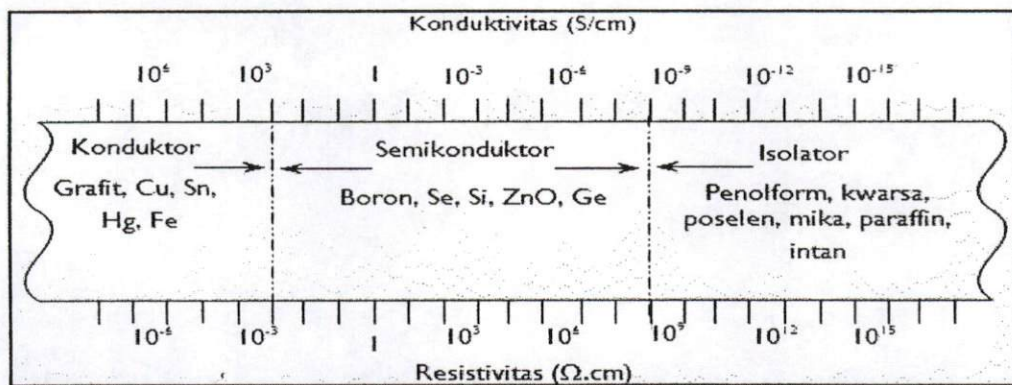 Konduktivitas (S/cm)
10⁶ 10³ 1 10⁻³ 10⁻⁶ 10⁻⁹ 10⁻¹² 10⁻¹⁵
Konduktor Semikonduktor Isolator
Grafit, Cu, Sn,
Hg, Fe
Boron, Se, Si, ZnO, Ge
Penolform, kwarsa,
poselen, mika, paraffin,
intan
10⁻⁶ 10⁻³ 1 10³ 10⁶ 10⁹ 10¹² 10¹⁵
Resistivitas (Ω.cm)